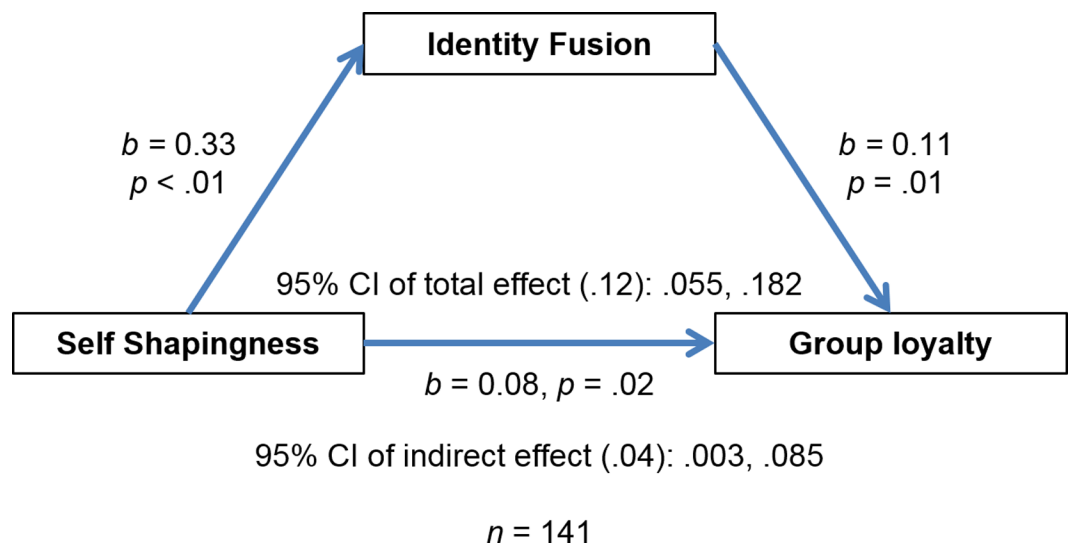 Identity Fusion
b = 0.33
p < .01
b = 0.11
p = .01
95% CI of total effect (.12): .055, .182
Self Shapingness
Group loyalty
b = 0.08, p = .02
95% CI of indirect effect (.04): .003, .085
n = 141